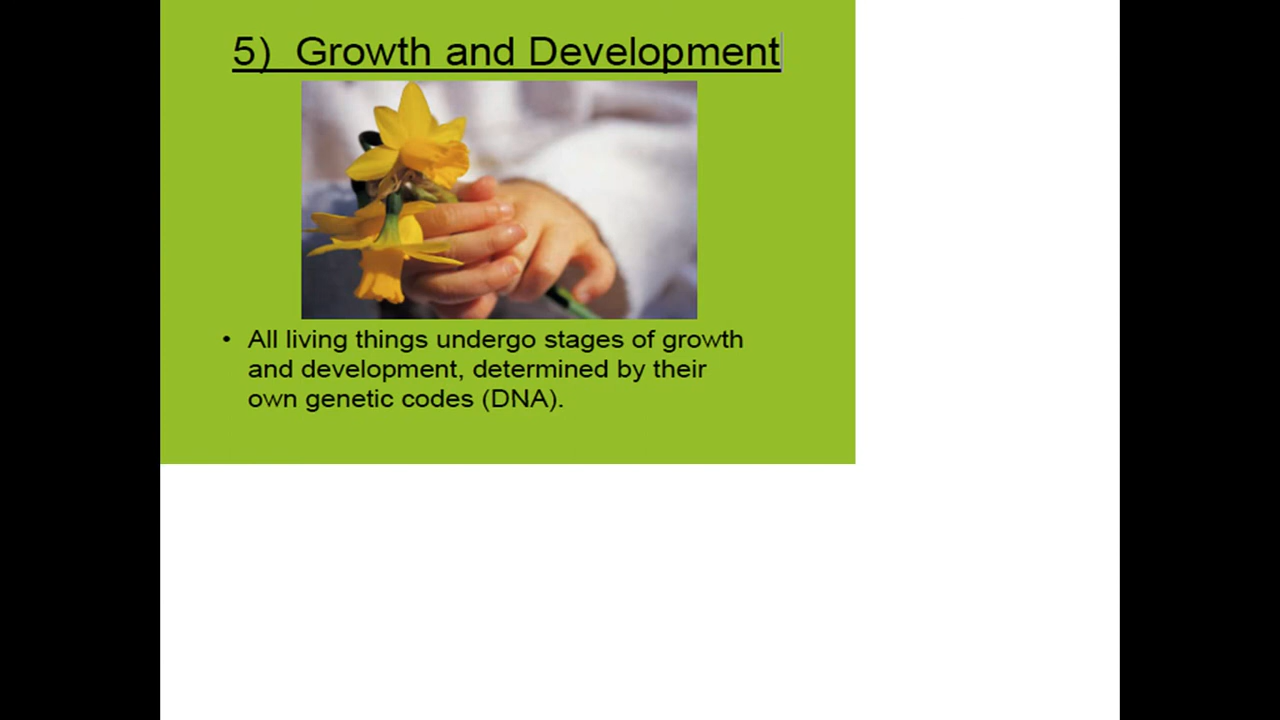 5)  Growth and Development
• All living things undergo stages of growth
and development, determined by their
own genetic codes (DNA).